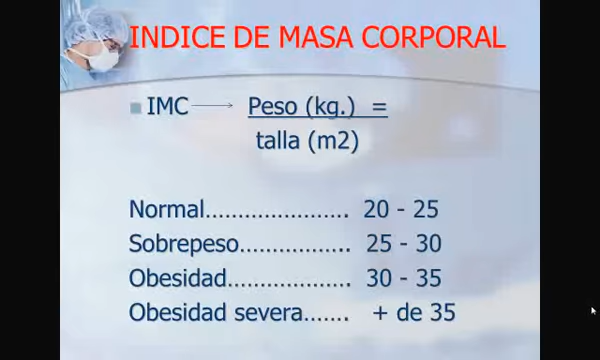 INDICE DE MASA CORPORAL
IMC Peso (kg.) =
talla (m2)
Normal...................... 20 - 25
Sobrepeso................. 25 - 30
Obesidad................... 30 - 35
Obesidad severa....... + de 35